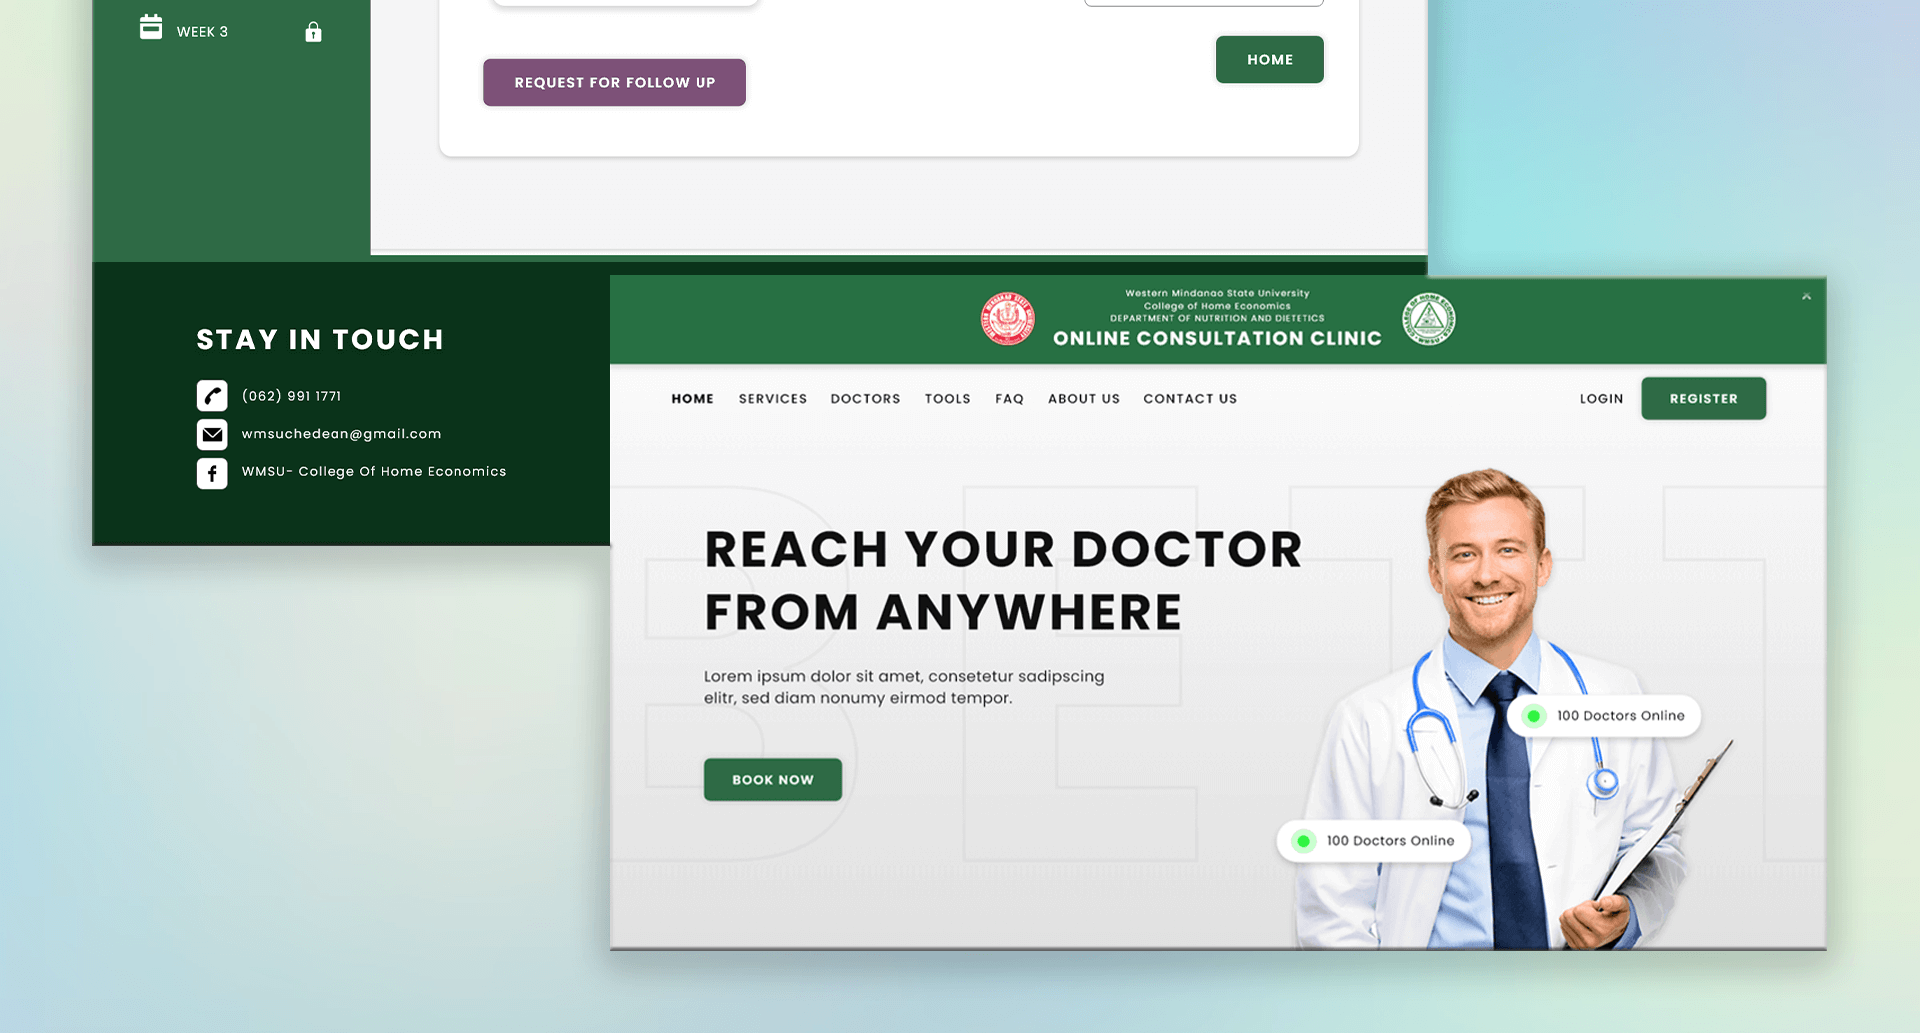 WEEK 3
HOME
REQUEST FOR FOLLOW UP
STAY IN TOUCH
(062) 991 1771
wmsuchedean@gmail.com
WMSU- College Of Home Economics
Western Mindanao State University
College of Home Economics
DEPARTMENT OF NUTRITION AND DIETETICS
ONLINE CONSULTATION CLINIC
HOME SERVICES DOCTORS TOOLS FAQ ABOUT US CONTACT US LOGIN REGISTER
REACH YOUR DOCTOR
FROM ANYWHERE
Lorem ipsum dolor sit amet, consetetur sadipscing
elitr, sed diam nonumy eirmod tempor.
100 Doctors Online
BOOK NOW
100 Doctors Online